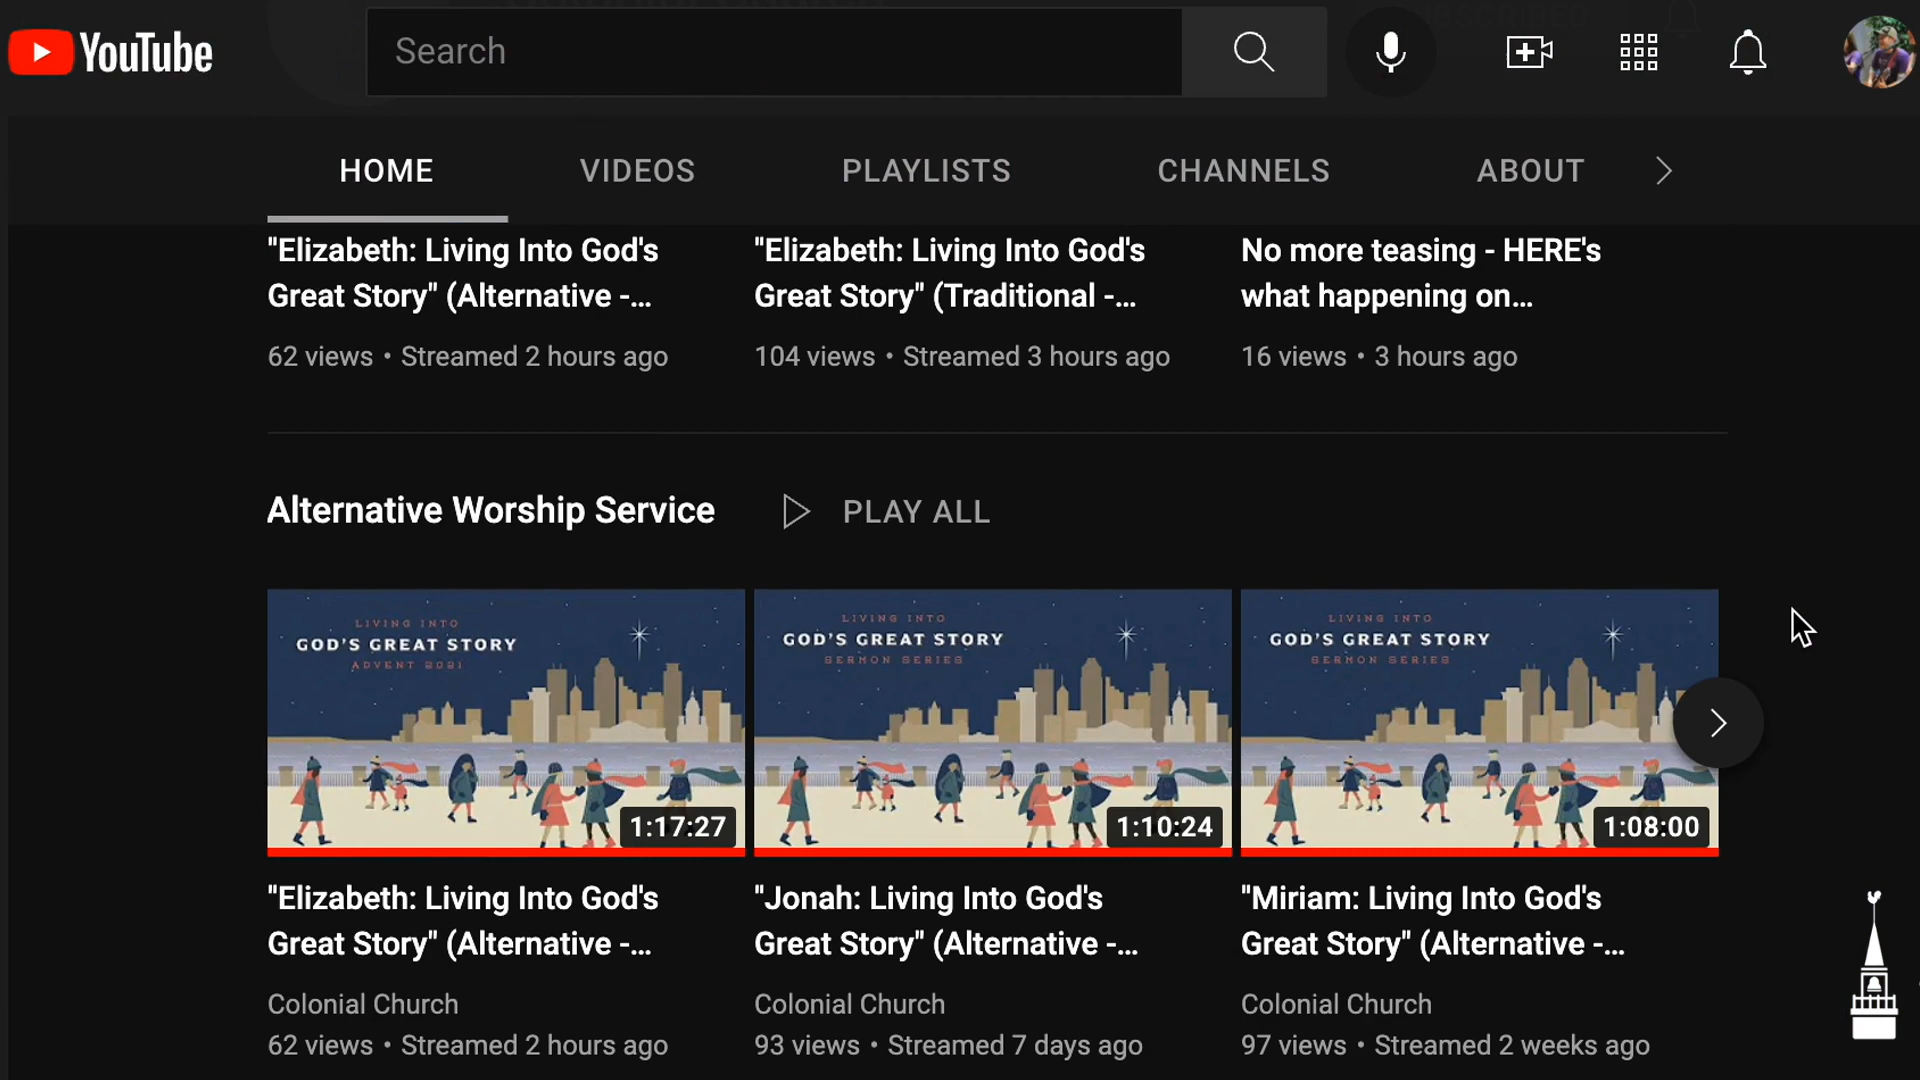 YouTube
Search
HOME
VIDEOS
PLAYLISTS
CHANNELS
ABOUT
"Elizabeth: Living Into God's
Great Story" (Alternative -...
62 views • Streamed 2 hours ago
"Elizabeth: Living Into God's
Great Story" (Traditional -...
104 views • Streamed 3 hours ago
No more teasing - HERE's
what happening on...
16 views • 3 hours ago
Alternative Worship Service
PLAY ALL
LIVING INTO
GOD'S GREAT STORY
ADVENT 2021
1:17:27
LIVING INTO
GOD'S GREAT STORY
SERMON SERIES
1:10:24
LIVING INTO
GOD'S GREAT STORY
SERMON SERIES
1:08:00
"Elizabeth: Living Into God's
Great Story" (Alternative -...
Colonial Church
62 views • Streamed 2 hours ago
"Jonah: Living Into God's
Great Story" (Alternative -...
Colonial Church
93 views • Streamed 7 days ago
"Miriam: Living Into God's
Great Story" (Alternative -...
Colonial Church
97 views • Streamed 2 weeks ago